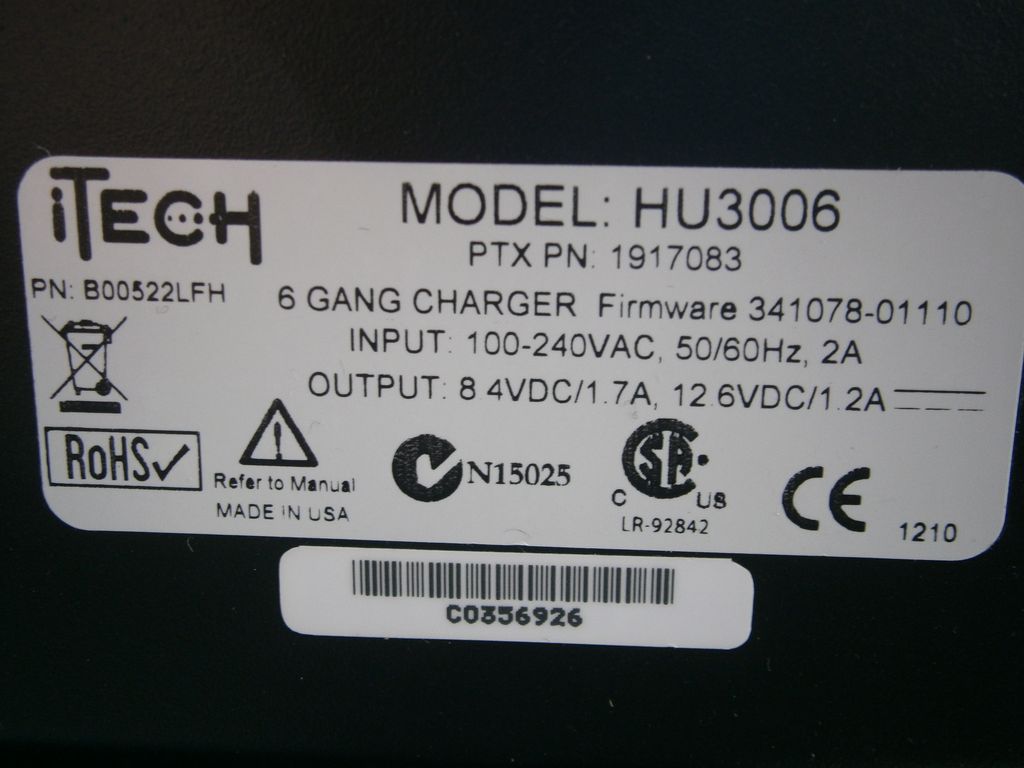 iTECH
MODEL: HU3006
PTX PN: 1917083
PN: B00522LFH
6 GANG CHARGER Firmware 341078-01110
INPUT: 100-240VAC, 50/60Hz, 2A
OUTPUT: 8.4VDC/1.7A, 12.6VDC/1.2A
RoHS✓
Refer to Manual
MADE IN USA
N15025
C SA US
LR-92842
CE
1210
C0356926